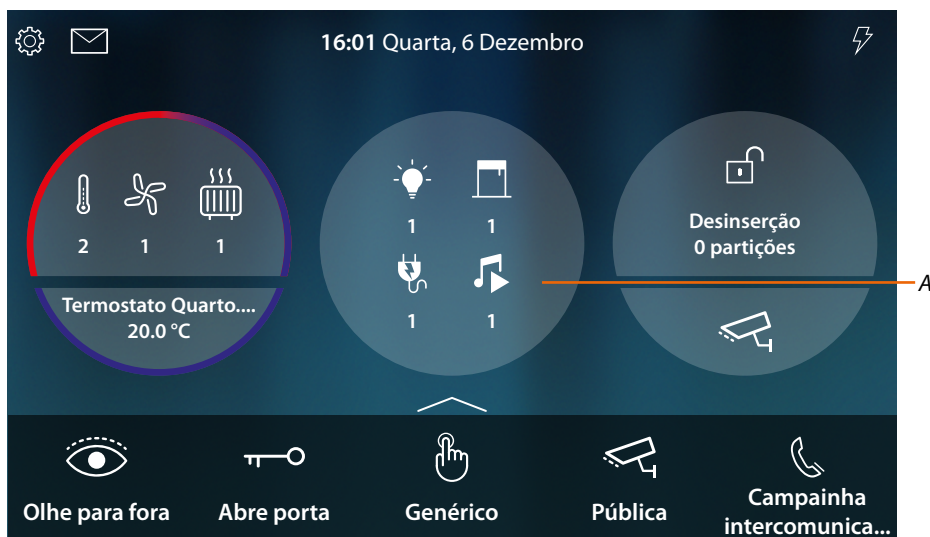 16:01 Quarta, 6 Dezembro
2 1 1
Termostato Quarto....
20.0 °C
1 1
1 1
A
Desinserção
0 partições
Olhe para fora
Abre porta
Genérico
Pública
Campainha
intercomunica...